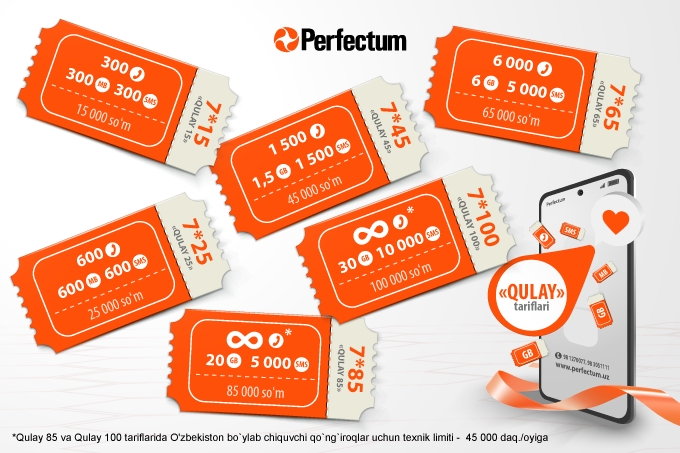 Perfectum
300
300 MB 300 SMS
15 000 so'm
7*15
«QULAY 15»
1 500
1,5 GB 1 500 SMS
45 000 so'm
7*45
«QULAY 45»
6 000
6 GB 5 000 SMS
65 000 so'm
7*65
«QULAY 65»
600
600 MB 600 SMS
25 000 so'm
7*25
«QULAY 25»
∞ *
30 GB 10 000 SMS
100 000 so'm
7*100
«QULAY 100»
∞ *
20 GB 5 000 SMS
85 000 so'm
7*85
«QULAY 85»
Perfectum
SMS
MB
GB
GB
«QULAY»
tariflari
www.perfectum.uz
*Qulay 85 va Qulay 100 tariflarida O'zbekiston bo`ylab chiquvchi qo`ng`iroqlar uchun texnik limiti - 45 000 daq./oyiga